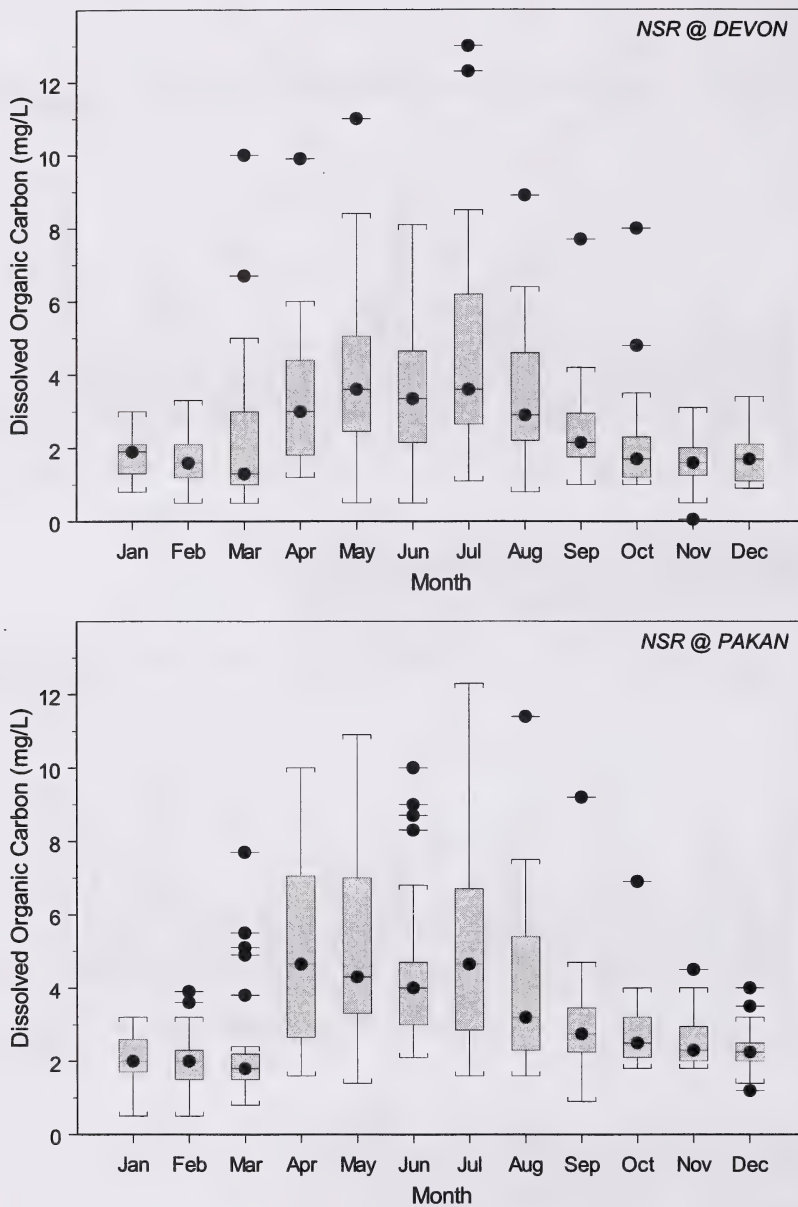 NSR @ DEVON
Dissolved Organic Carbon (mg/L)
12
10
8
6
4
2
0
Jan Feb Mar Apr May Jun Jul Aug Sep Oct Nov Dec
Month
NSR @ PAKAN
Dissolved Organic Carbon (mg/L)
12
10
8
6
4
2
0
Jan Feb Mar Apr May Jun Jul Aug Sep Oct Nov Dec
Month